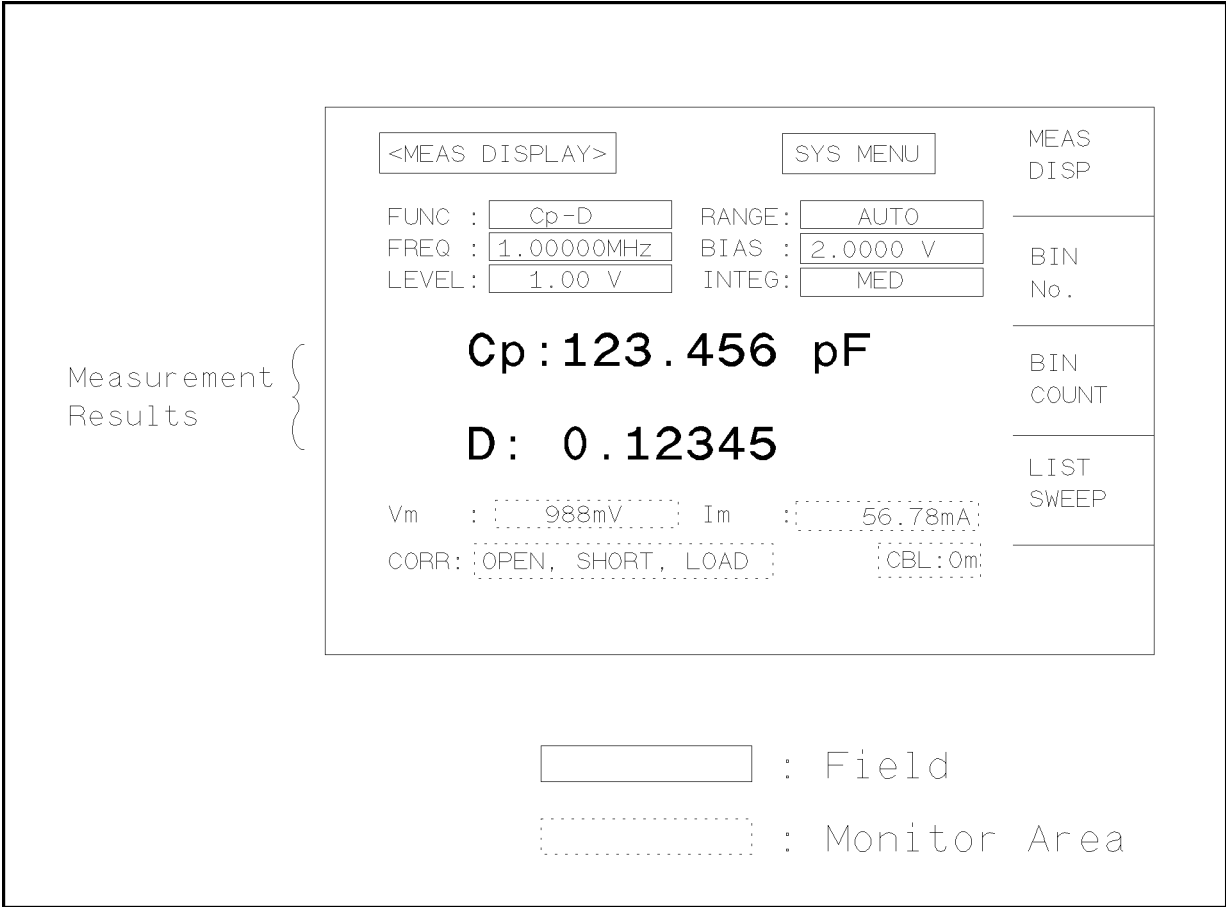 <MEAS DISPLAY> SYS MENU
FUNC : Cp-D RANGE: AUTO
FREQ : 1.00000MHz BIAS : 2.0000 V
LEVEL: 1.00 V INTEG: MED
Measurement
Results
Cp:123.456 pF
D: 0.12345
Vm : 988mV Im : 56.78mA
CORR: OPEN, SHORT, LOAD CBL:0m
MEAS
DISP
BIN
No.
BIN
COUNT
LIST
SWEEP
: Field
: Monitor Area